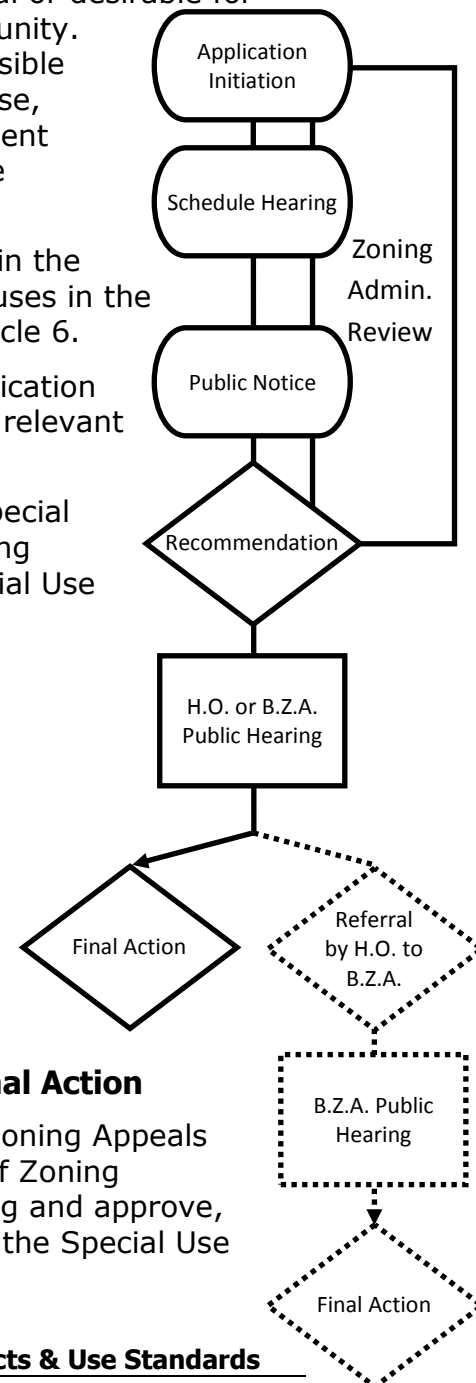 al or desirable for
unity.
sible
se,
ent
e
in the
uses in the
cle 6.
ication
relevant
pecial
ng
ial Use
Application
Initiation
Schedule Hearing
Zoning
Admin.
Review
Public Notice
Recommendation
H.O. or B.Z.A.
Public Hearing
Final Action
Referral
by H.O. to
B.Z.A.
B.Z.A. Public
Hearing
Final Action
nal Action
oning Appeals
f Zoning
g and approve,
the Special Use
cts & Use Standards